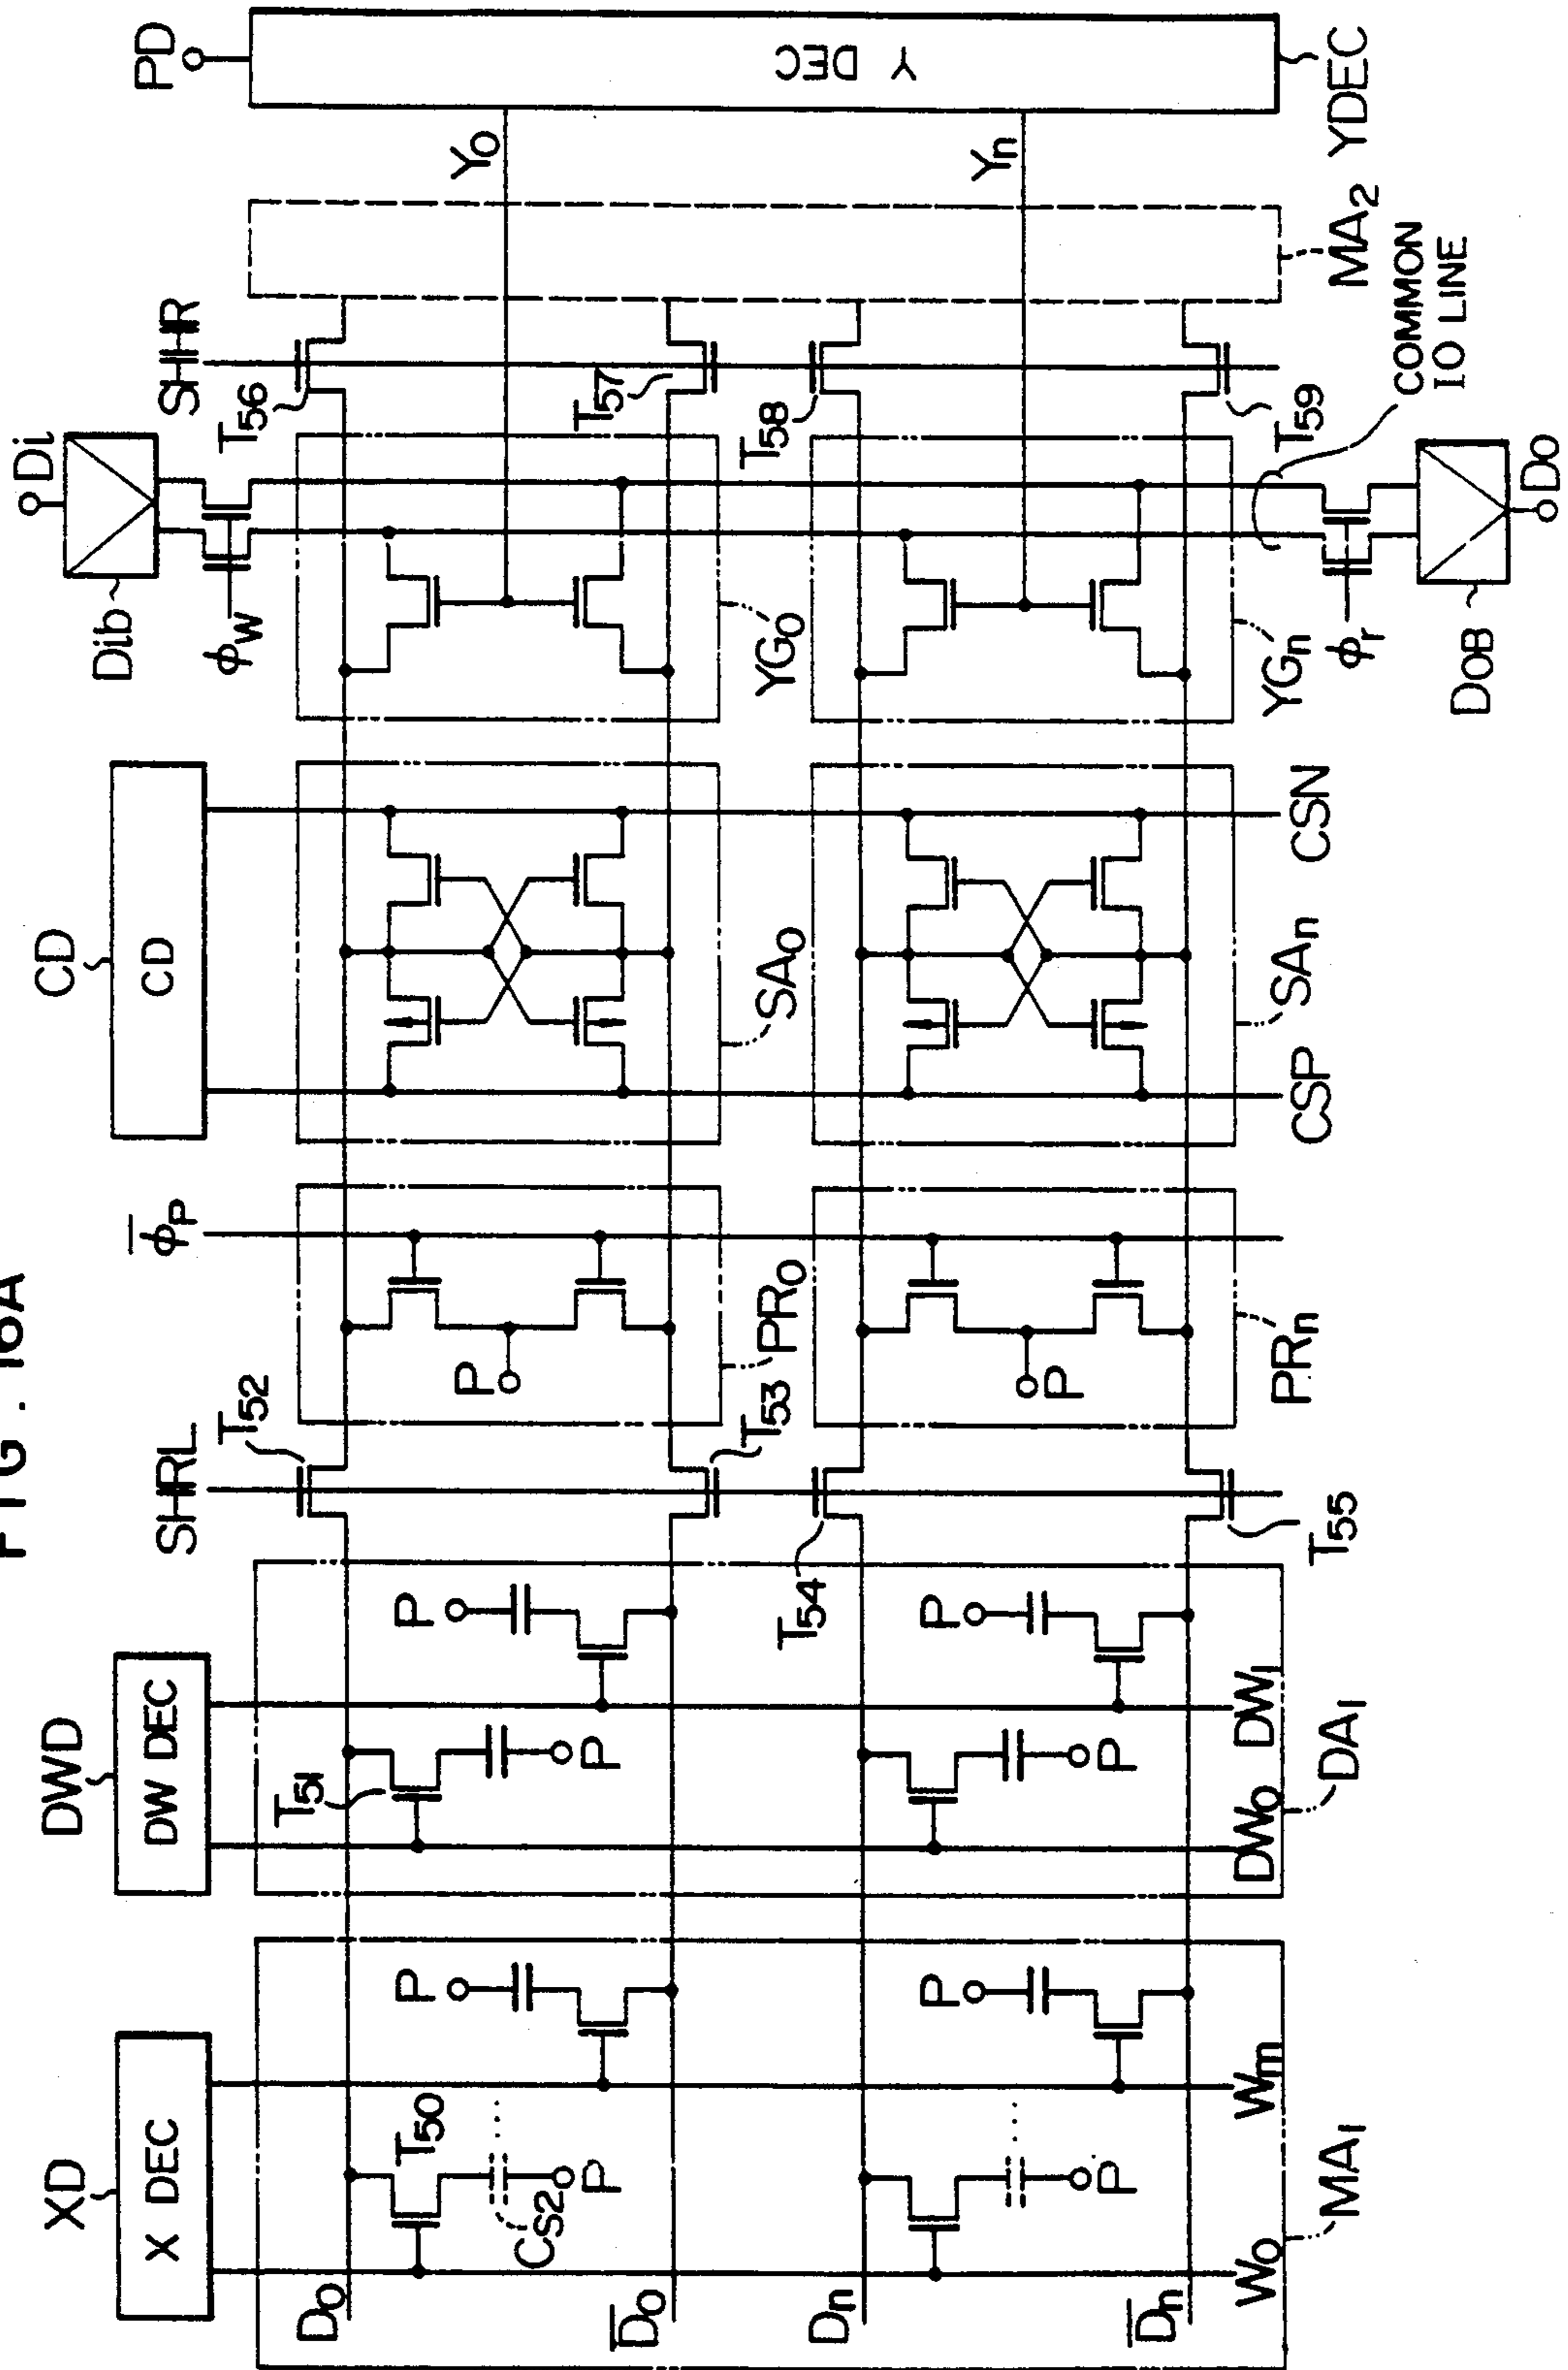 FIG.
PD
Y DEC
YDEC
Y0
Yn
MA2
SHR
T56
T57
T58
T59
COMMON
IO LINE
Di
Dib
ϕW
YG0
YGn
ϕr
DOB
Do
CD
CD
SA0
SAn
CSN
CSP
ϕ̅P
P
PR0
P
PRn
SHRL
T52
T53
T54
T55
DWD
DW DEC
T51
P
P
P
P
DW1
DW0
DA1
XD
X DEC
T50
CS2
P
P
P
P
Wm
W0
MA1
D0
D̅0
Dn
D̅n